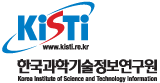 KiSTi
www.kisti.re.kr
한국과학기술정보연구원
Korea Institute of Science and Technology Information